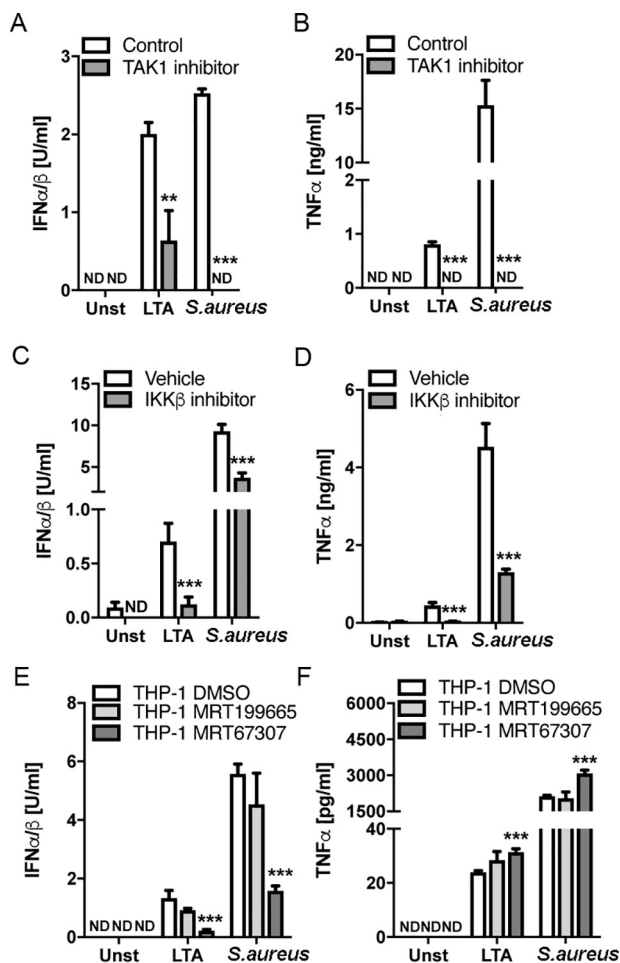 A
Control
TAK1 inhibitor
IFNα/β [U/ml]
3
2
1
0
**
***
ND ND
ND
Unst LTA S.aureus
B
Control
TAK1 inhibitor
TNFα [ng/ml]
20
15
10
2
1
0
***
***
ND ND
ND
ND
Unst LTA S.aureus
C
Vehicle
IKKβ inhibitor
IFNα/β [U/ml]
15
10
5
1.0
0.5
0.0
***
***
ND
Unst LTA S.aureus
D
Vehicle
IKKβ inhibitor
TNFα [ng/ml]
6
4
2
0
***
***
Unst LTA S.aureus
E
THP-1 DMSO
THP-1 MRT199665
THP-1 MRT67307
IFNα/β [U/ml]
8
6
4
2
0
***
***
ND ND ND
Unst LTA S.aureus
F
THP-1 DMSO
THP-1 MRT199665
THP-1 MRT67307
TNFα [pg/ml]
6000
4500
3000
1500
40
20
0
***
***
NDNDND
Unst LTA S.aureus